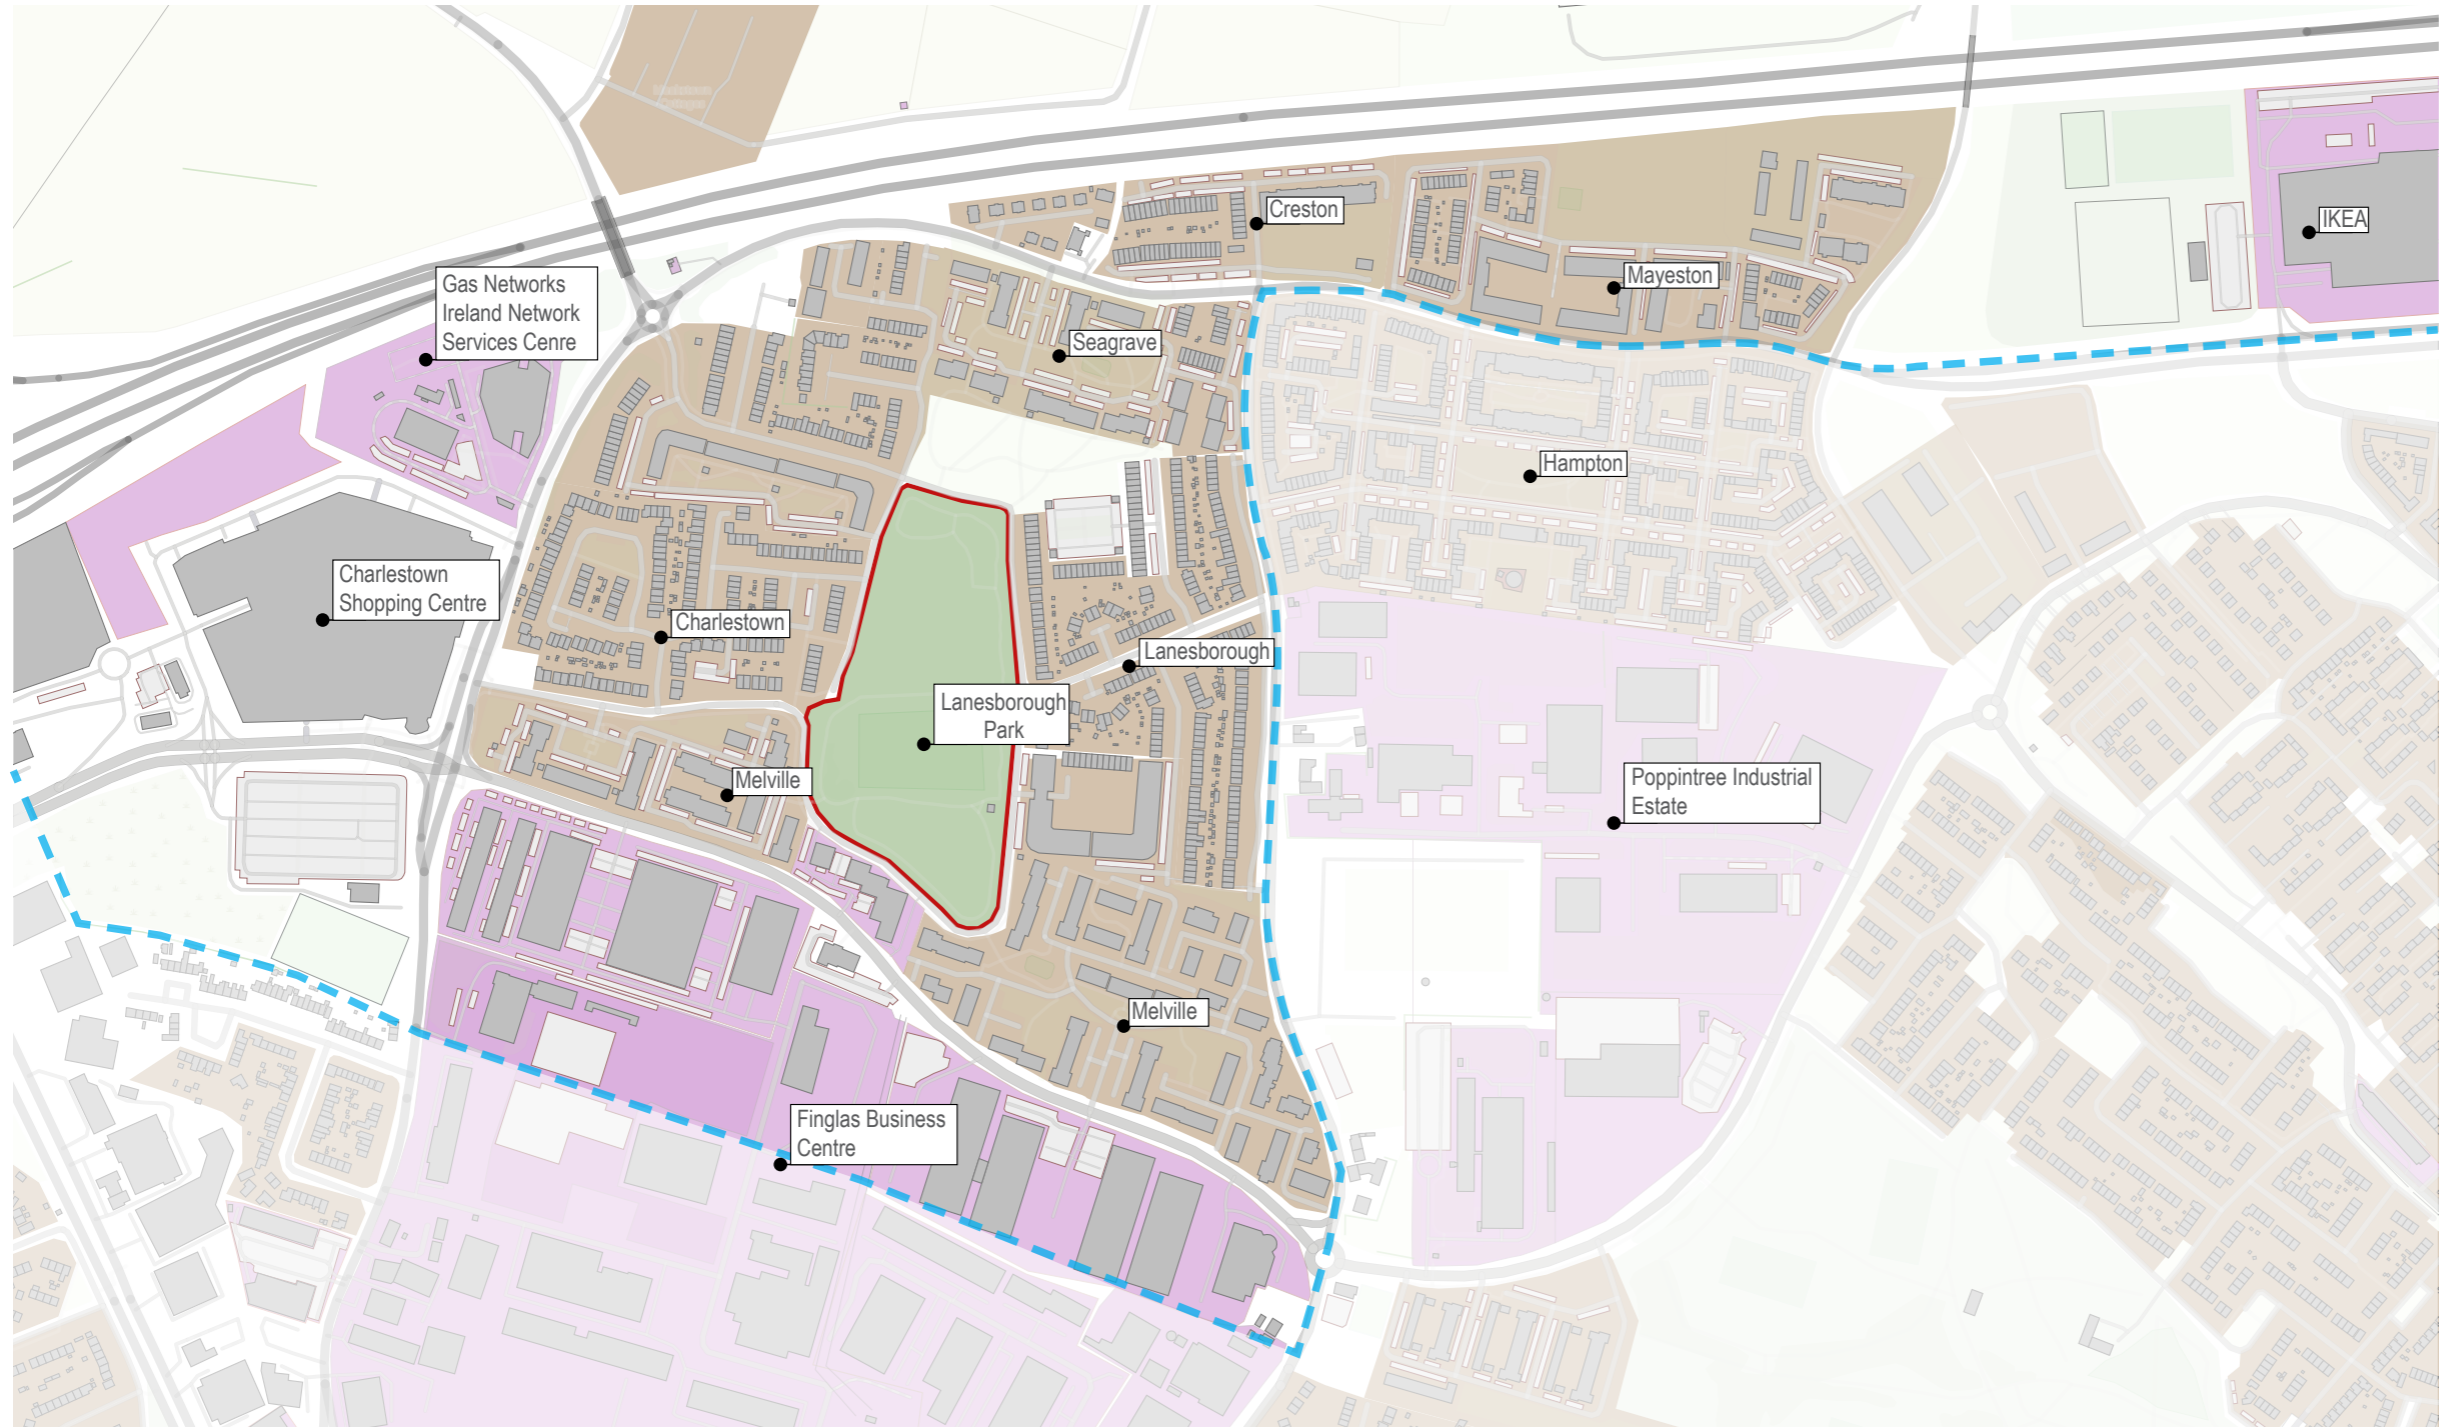 Creston
IKEA
Mayeston
Gas Networks
Ireland Network
Services Cenre
Seagrave
Hampton
Charlestown
Shopping Centre
Charlestown
Lanesborough
Lanesborough
Park
Melville
Poppintree Industrial
Estate
Melville
Finglas Business
Centre